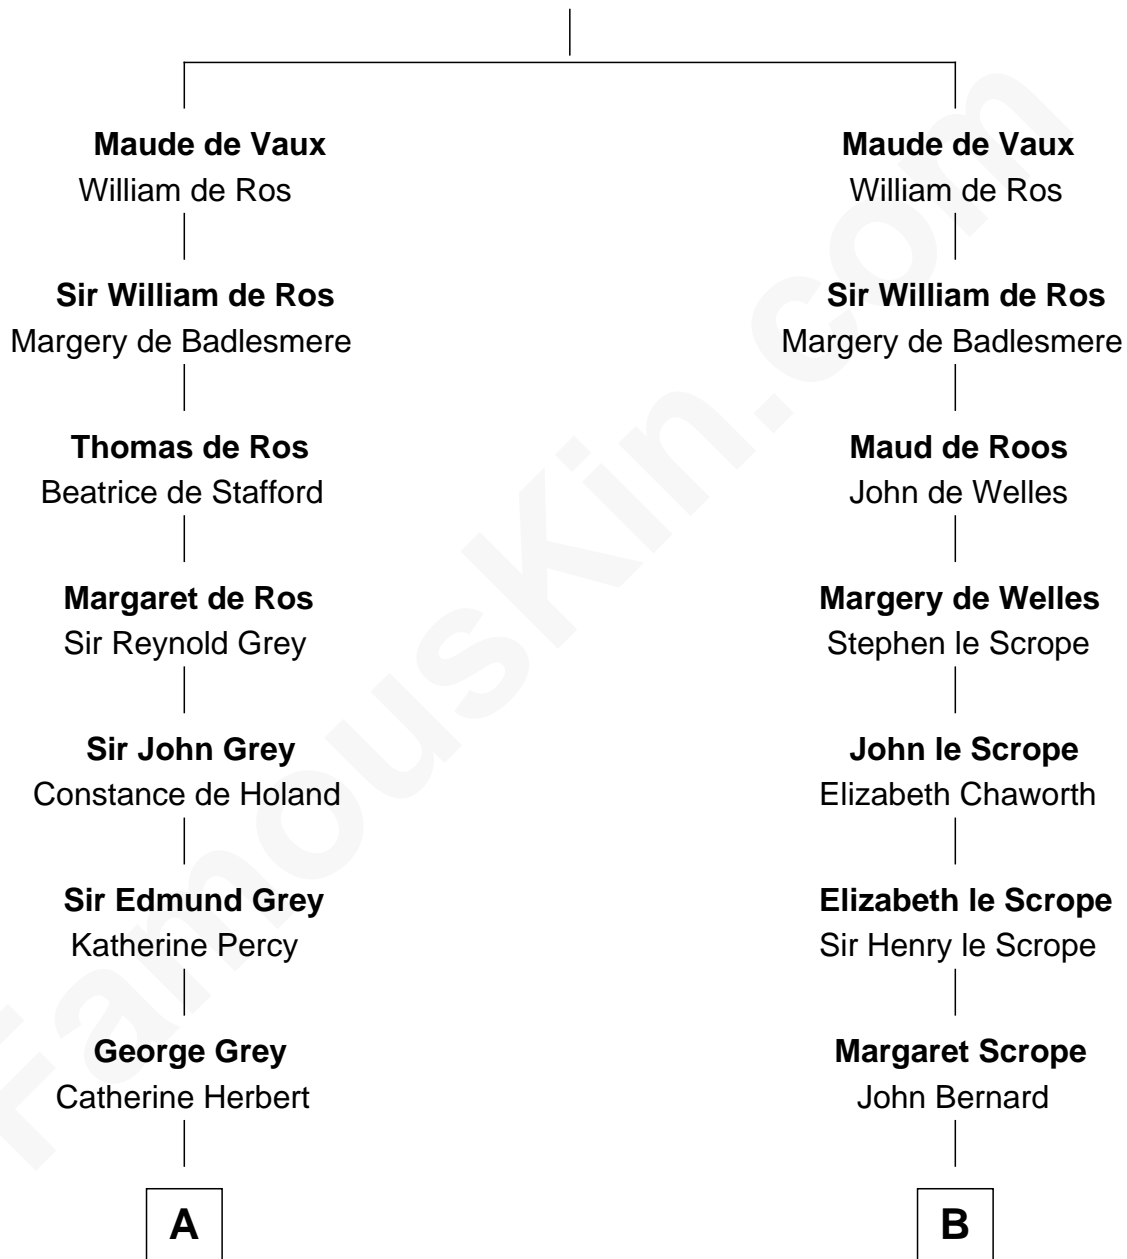 Maude de Vaux
William de Ros
Sir William de Ros
Margery de Badlesmere
Thomas de Ros
Beatrice de Stafford
Margaret de Ros
Sir Reynold Grey
Sir John Grey
Constance de Holand
Sir Edmund Grey
Katherine Percy
George Grey
Catherine Herbert
A
Maude de Vaux
William de Ros
Sir William de Ros
Margery de Badlesmere
Maud de Roos
John de Welles
Margery de Welles
Stephen le Scrope
John le Scrope
Elizabeth Chaworth
Elizabeth le Scrope
Sir Henry le Scrope
Margaret Scrope
John Bernard
B
FamousKin.com